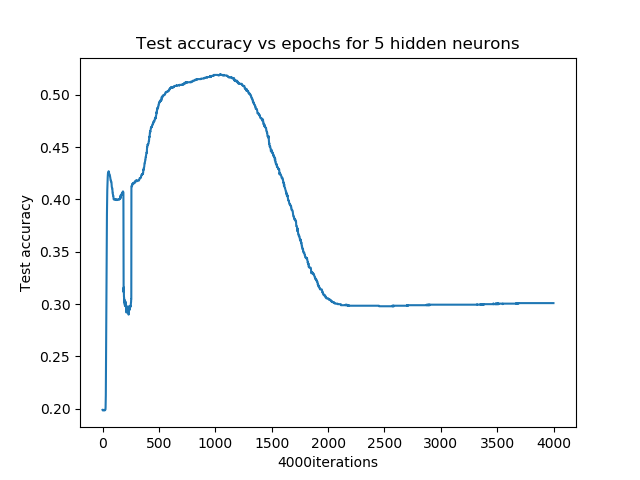 Test accuracy vs epochs for 5 hidden neurons
Test accuracy
0.50
0.45
0.40
0.35
0.30
0.25
0.20
0 500 1000 1500 2000 2500 3000 3500 4000
4000iterations